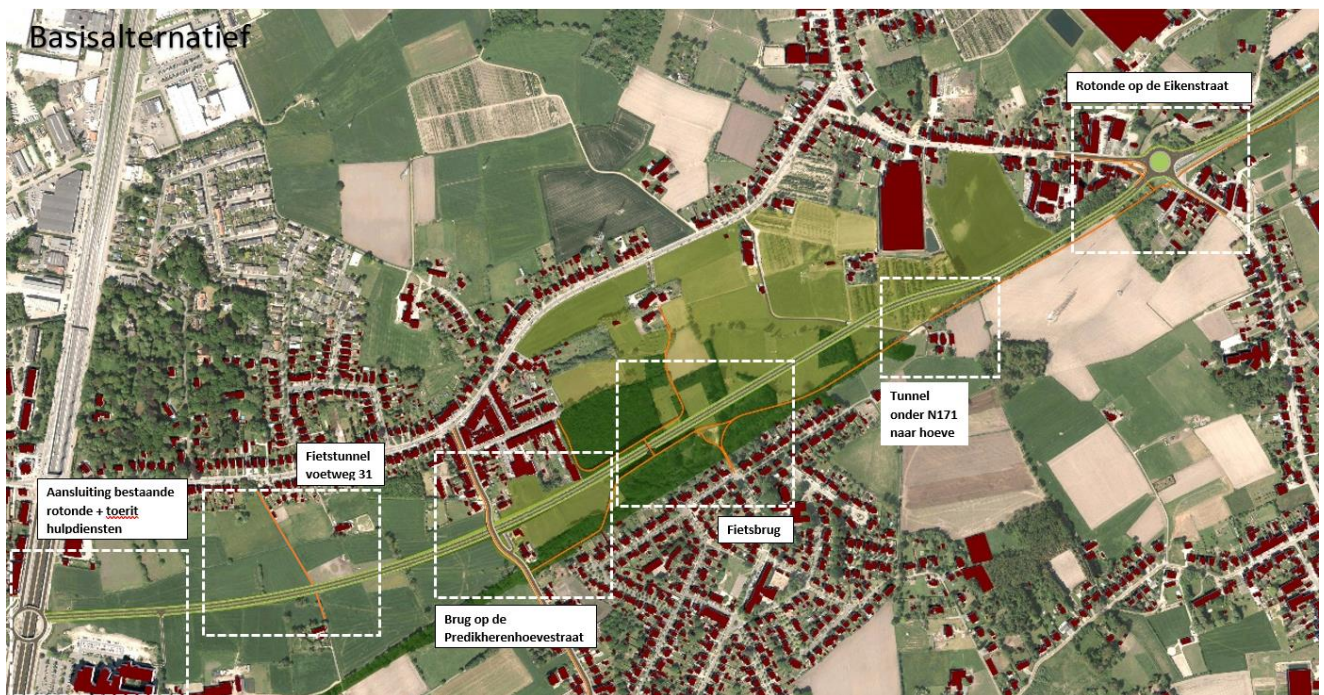 Basisalternatief
Rotonde op de Eikenstraat
Tunnel
onder N171
naar hoeve
Fietstunnel
voetweg 31
Aansluiting bestaande
rotonde + toerit
hulpdiensten
Fietsbrug
Brug op de
Predikherenhoevestraat